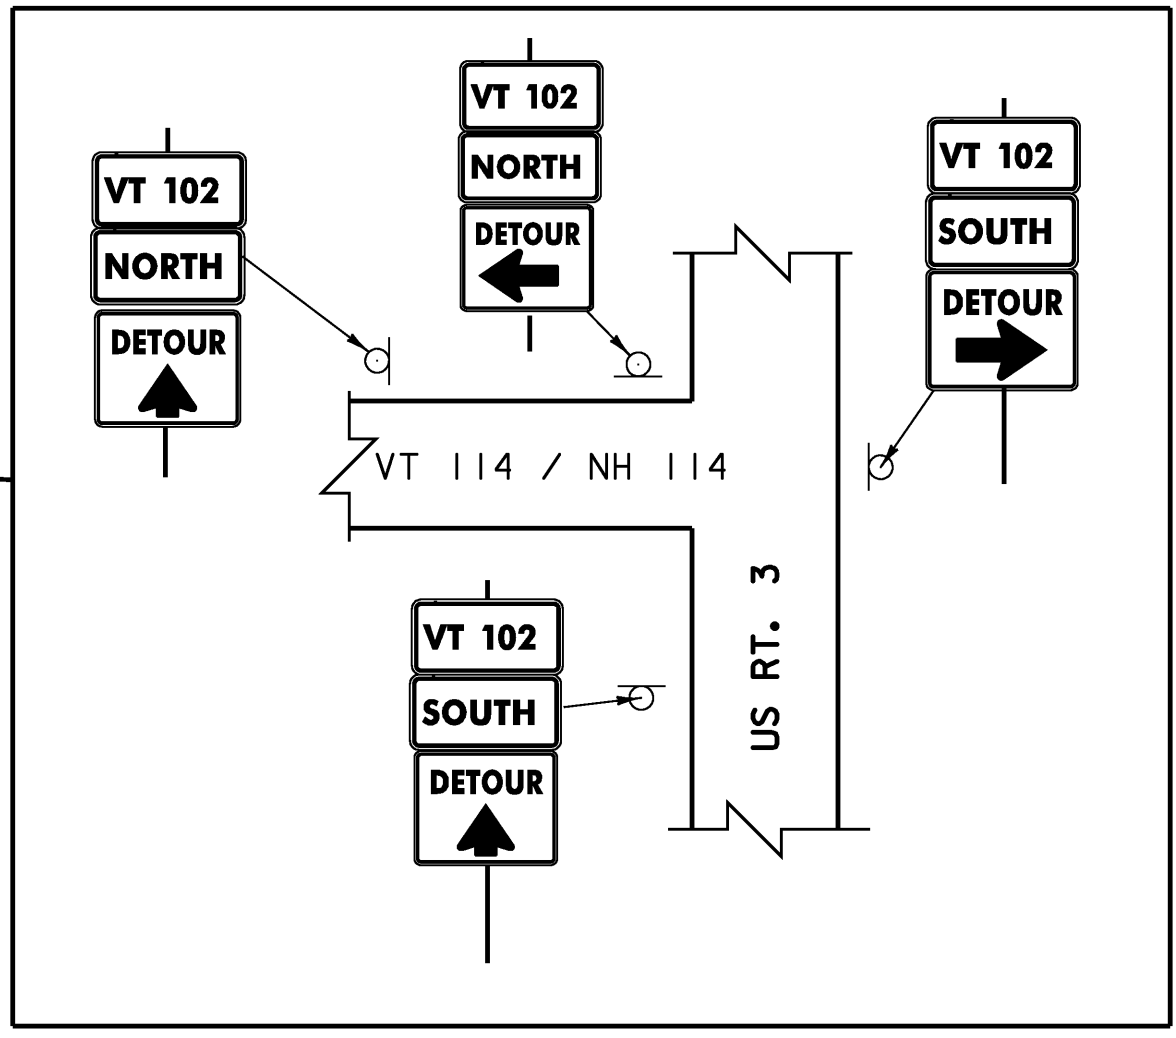 VT 102
NORTH
DETOUR
VT 102
NORTH
DETOUR
VT 102
SOUTH
DETOUR
VT 114 / NH 114
US RT. 3
VT 102
SOUTH
DETOUR